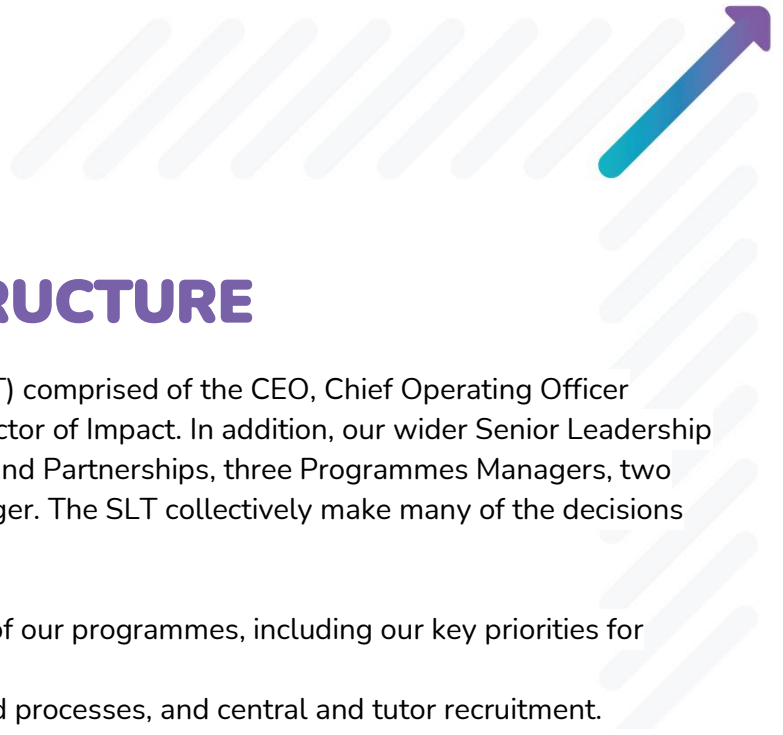 RUCTURE
T) comprised of the CEO, Chief Operating Officer
ctor of Impact. In addition, our wider Senior Leadership
nd Partnerships, three Programmes Managers, two
ger. The SLT collectively make many of the decisions
of our programmes, including our key priorities for
d processes, and central and tutor recruitment.